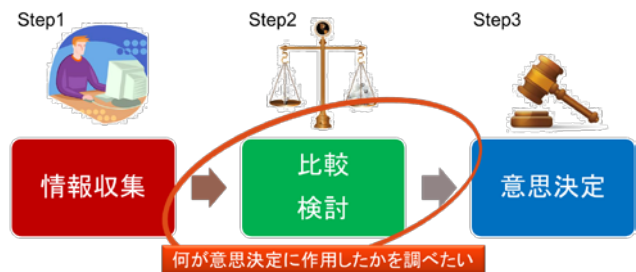 Step1
Step2
Step3
情報収集
比較
検討
意思決定
何が意思決定に作用したかを調べたい